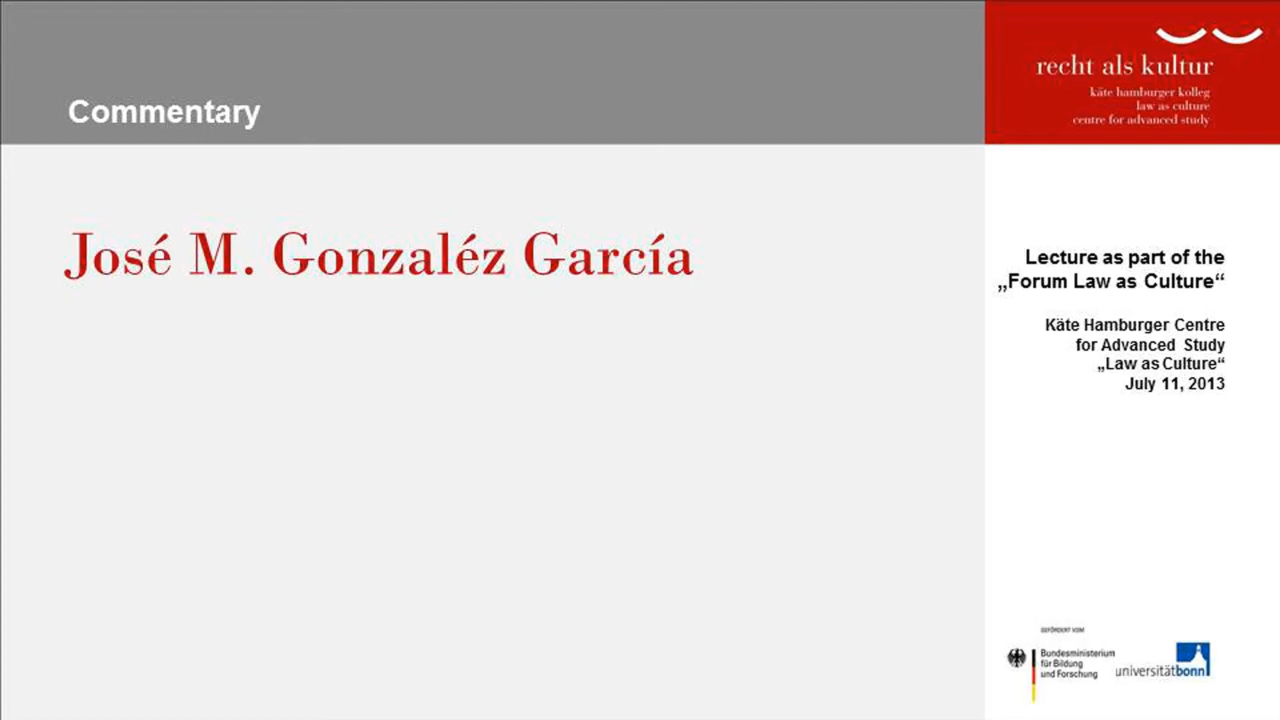 Commentary
José M. Gonzaléz García
recht als kultur
käte hamburger kolleg
law as culture
centre for advanced study
Lecture as part of the
„Forum Law as Culture“
Käte Hamburger Centre
for Advanced Study
„Law as Culture“
July 11, 2013
GEFÖRDERT VOM
Bundesministerium
für Bildung
und Forschung
universitätbonn